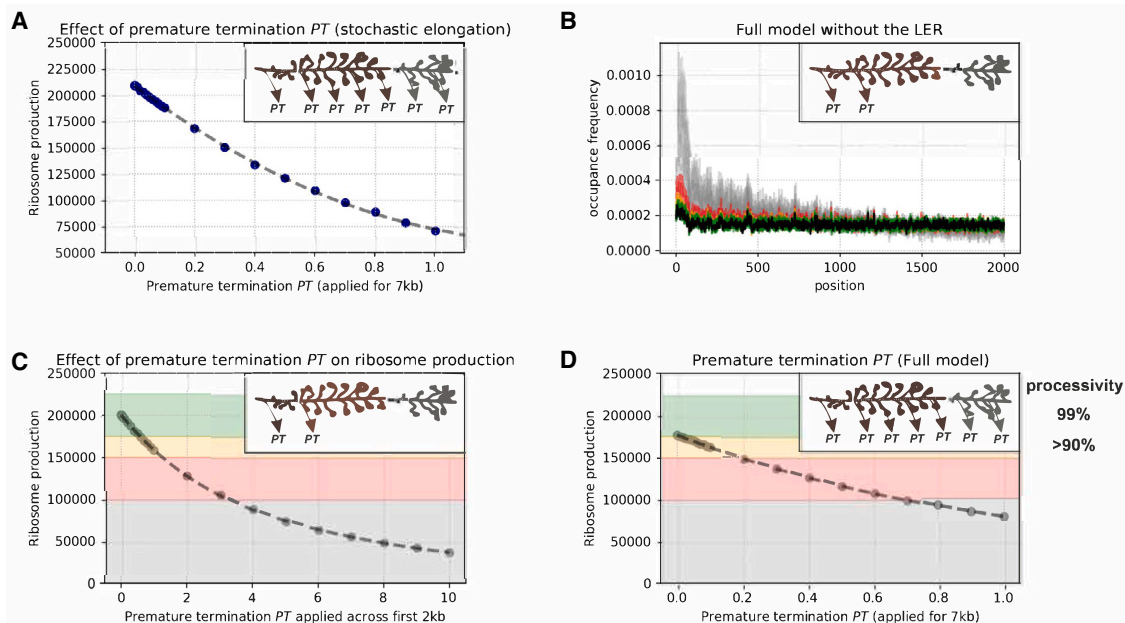 A
Effect of premature termination PT (stochastic elongation)
250000
225000
200000
175000
150000
125000
100000
75000
50000
Ribosome production
PT PT PT PT PT PT PT
0.0 0.2 0.4 0.6 0.8 1.0
Premature termination PT (applied for 7kb)
B
Full model without the LER
0.0010
0.0008
0.0006
0.0004
0.0002
0.0000
occupance frequency
PT PT
0 500 1000 1500 2000
position
C
Effect of premature termination PT on ribosome production
250000
200000
150000
100000
50000
0
Ribosome production
PT PT
0 2 4 6 8 10
Premature termination PT applied across first 2kb
D
Premature termination PT (Full model)
250000
200000
150000
100000
50000
0
Ribosome production
PT PT PT PT PT PT PT
0.0 0.2 0.4 0.6 0.8 1.0
Premature termination PT (applied for 7kb)
processivity
99%
>90%